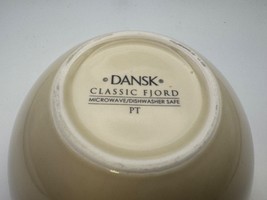 © DANSK®
CLASSIC FJORD
MICROWAVE/DISHWASHER SAFE
PT